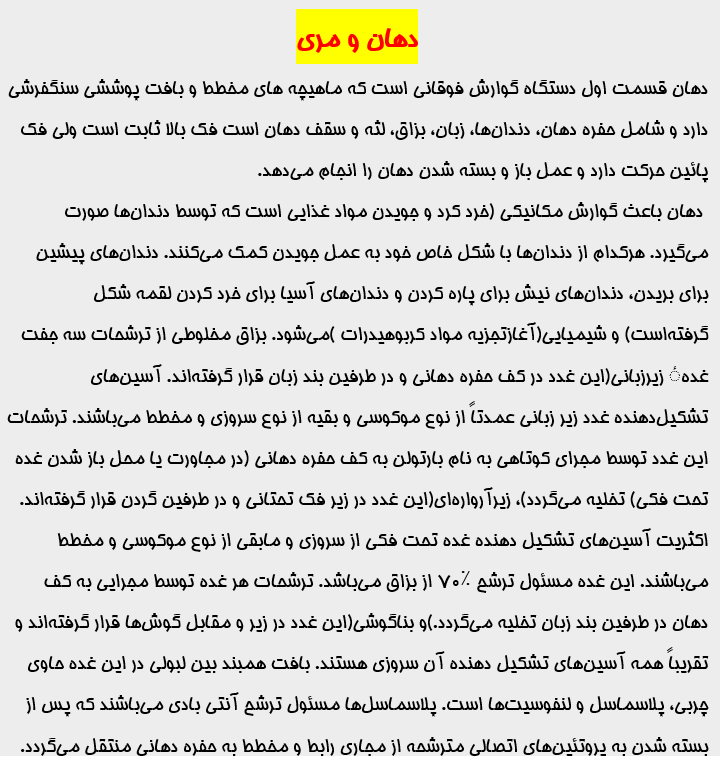 دهان و مری
دهان قسمت اول دستگاه گوارش فوقانی است که ماهیچه های مخطط و بافت پوششی سنگفرشی
دارد و شامل حفره دهان، دندان‌ها، زبان، بزاق، لثه و سقف دهان است فک بالا ثابت است ولی فک
پائین حرکت دارد و عمل باز و بسته شدن دهان را انجام می‌دهد.
دهان باعث گوارش مکانیکی (خرد کرد و جویدن مواد غذایی است که توسط دندان‌ها صورت
می‌گیرد. هرکدام از دندان‌ها با شکل خاص خود به عمل جویدن کمک می‌کنند. دندان‌های پیشین
برای بریدن، دندان‌های نیش برای پاره کردن و دندان‌های آسیا برای خرد کردن لقمه شکل
گرفته‌است) و شیمیایی(آغازتجزیه مواد کربوهیدرات )می‌شود. بزاق مخلوطی از ترشحات سه جفت
غدهٔ زیرزبانی(این غدد در کف حفره دهانی و در طرفین بند زبان قرار گرفته‌اند. آسین‌های
تشکیل‌دهنده غدد زیر زبانی عمدتاً از نوع موکوسی و بقیه از نوع سروزی و مخطط می‌باشند. ترشحات
این غدد توسط مجرای کوتاهی به نام بارتولن به کف حفره دهانی (در مجاورت یا محل باز شدن غده
تحت فکی) تخلیه می‌گردد)، زیرآرواره‌ای(این غدد در زیر فک تحتانی و در طرفین گردن قرار گرفته‌اند.
اکثریت آسین‌های تشکیل دهنده غده تحت فکی از سروزی و مابقی از نوع موکوسی و مخطط
می‌باشند. این غده مسئول ترشح ۷۰٪ از بزاق می‌باشد. ترشحات هر غده توسط مجرایی به کف
دهان در طرفین بند زبان تخلیه می‌گردد.)و بناگوشی(این غدد در زیر و مقابل گوش‌ها قرار گرفته‌اند و
تقریباً همه آسین‌های تشکیل دهنده آن سروزی هستند. بافت همبند بین لبولی در این غده حاوی
چربی، پلاسماسل و لنفوسیت‌ها است. پلاسماسل‌ها مسئول ترشح آنتی بادی می‌باشند که پس از
بسته شدن به پروتئین‌های اتصالی مترشحه از مجاری رابط و مخطط به حفره دهانی منتقل می‌گردد.